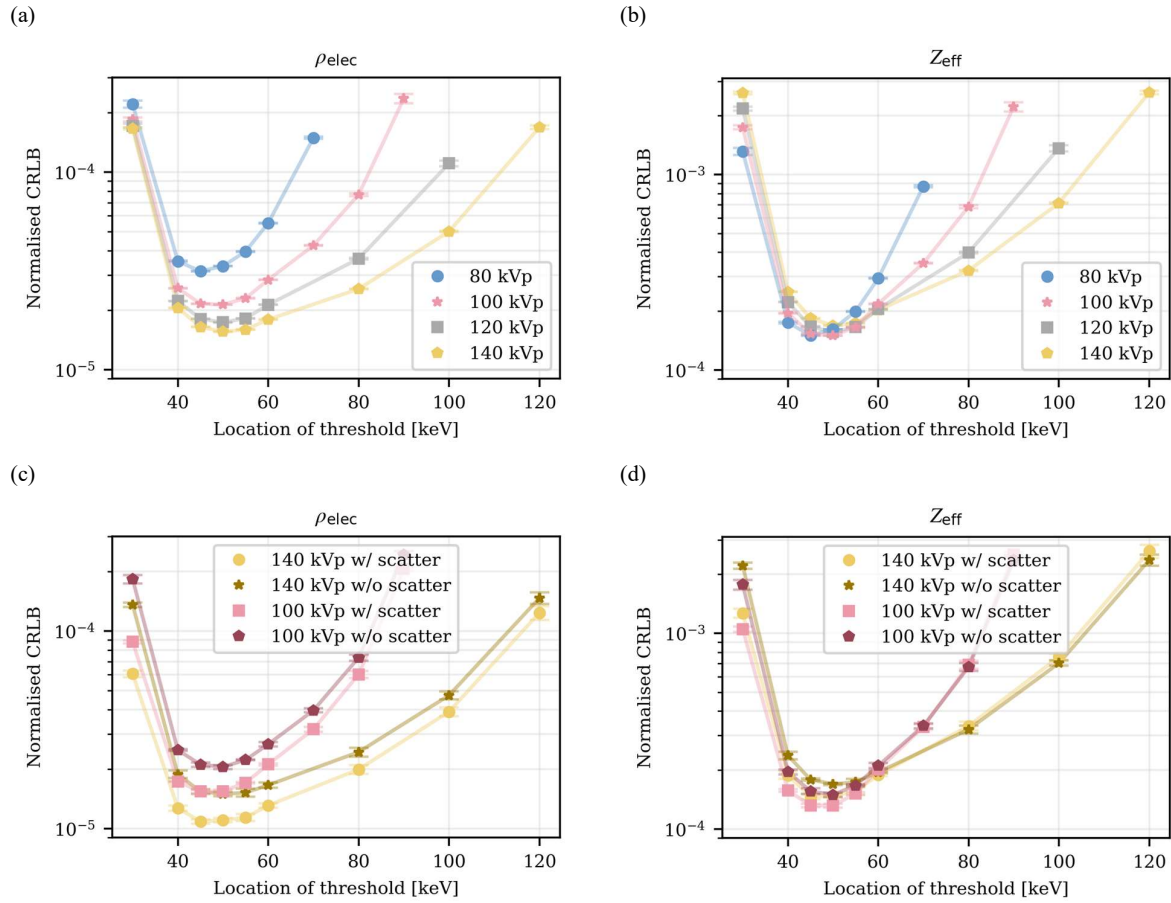 (a)
ρelec
Normalised CRLB
10⁻⁴
10⁻⁵
40 60 80 100 120
Location of threshold [keV]
80 kVp
100 kVp
120 kVp
140 kVp
(b)
Zeff
Normalised CRLB
10⁻³
10⁻⁴
40 60 80 100 120
Location of threshold [keV]
80 kVp
100 kVp
120 kVp
140 kVp
(c)
ρelec
Normalised CRLB
10⁻⁴
10⁻⁵
40 60 80 100 120
Location of threshold [keV]
140 kVp w/ scatter
140 kVp w/o scatter
100 kVp w/ scatter
100 kVp w/o scatter
(d)
Zeff
Normalised CRLB
10⁻³
10⁻⁴
40 60 80 100 120
Location of threshold [keV]
140 kVp w/ scatter
140 kVp w/o scatter
100 kVp w/ scatter
100 kVp w/o scatter